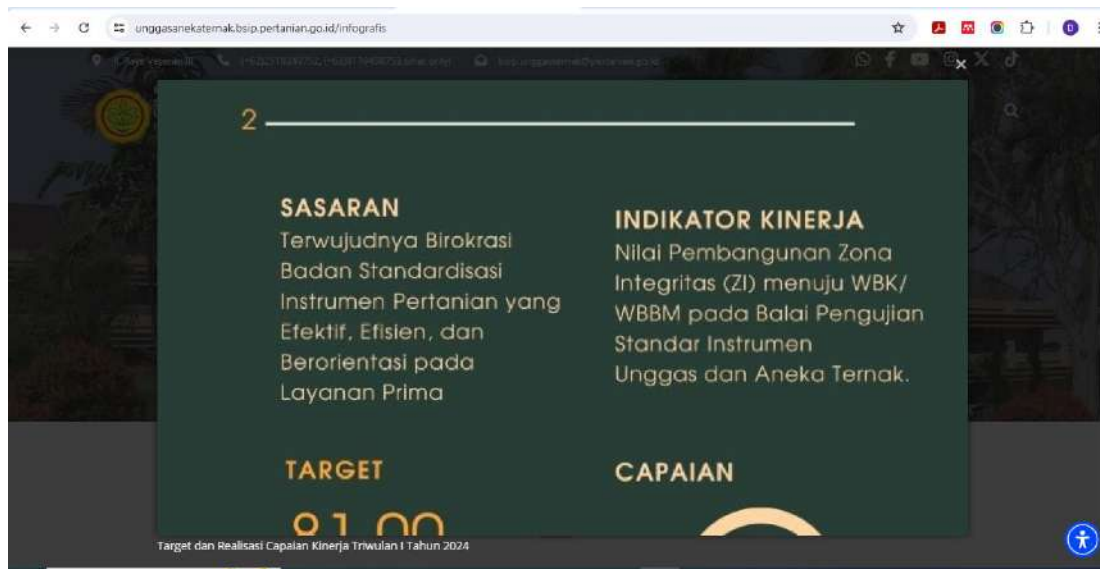 unggasanekaternak.bsip.pertanian.go.id/infografis
D
2
SASARAN
Terwujudnya Birokrasi
Badan Standardisasi
Instrumen Pertanian yang
Efektif, Efisien, dan
Berorientasi pada
Layanan Prima
INDIKATOR KINERJA
Nilai Pembangunan Zona
Integritas (ZI) menuju WBK/
WBBM pada Balai Pengujian
Standar Instrumen
Unggas dan Aneka Ternak.
TARGET
CAPAIAN
Target dan Realisasi Capaian Kinerja Triwulan I Tahun 2024